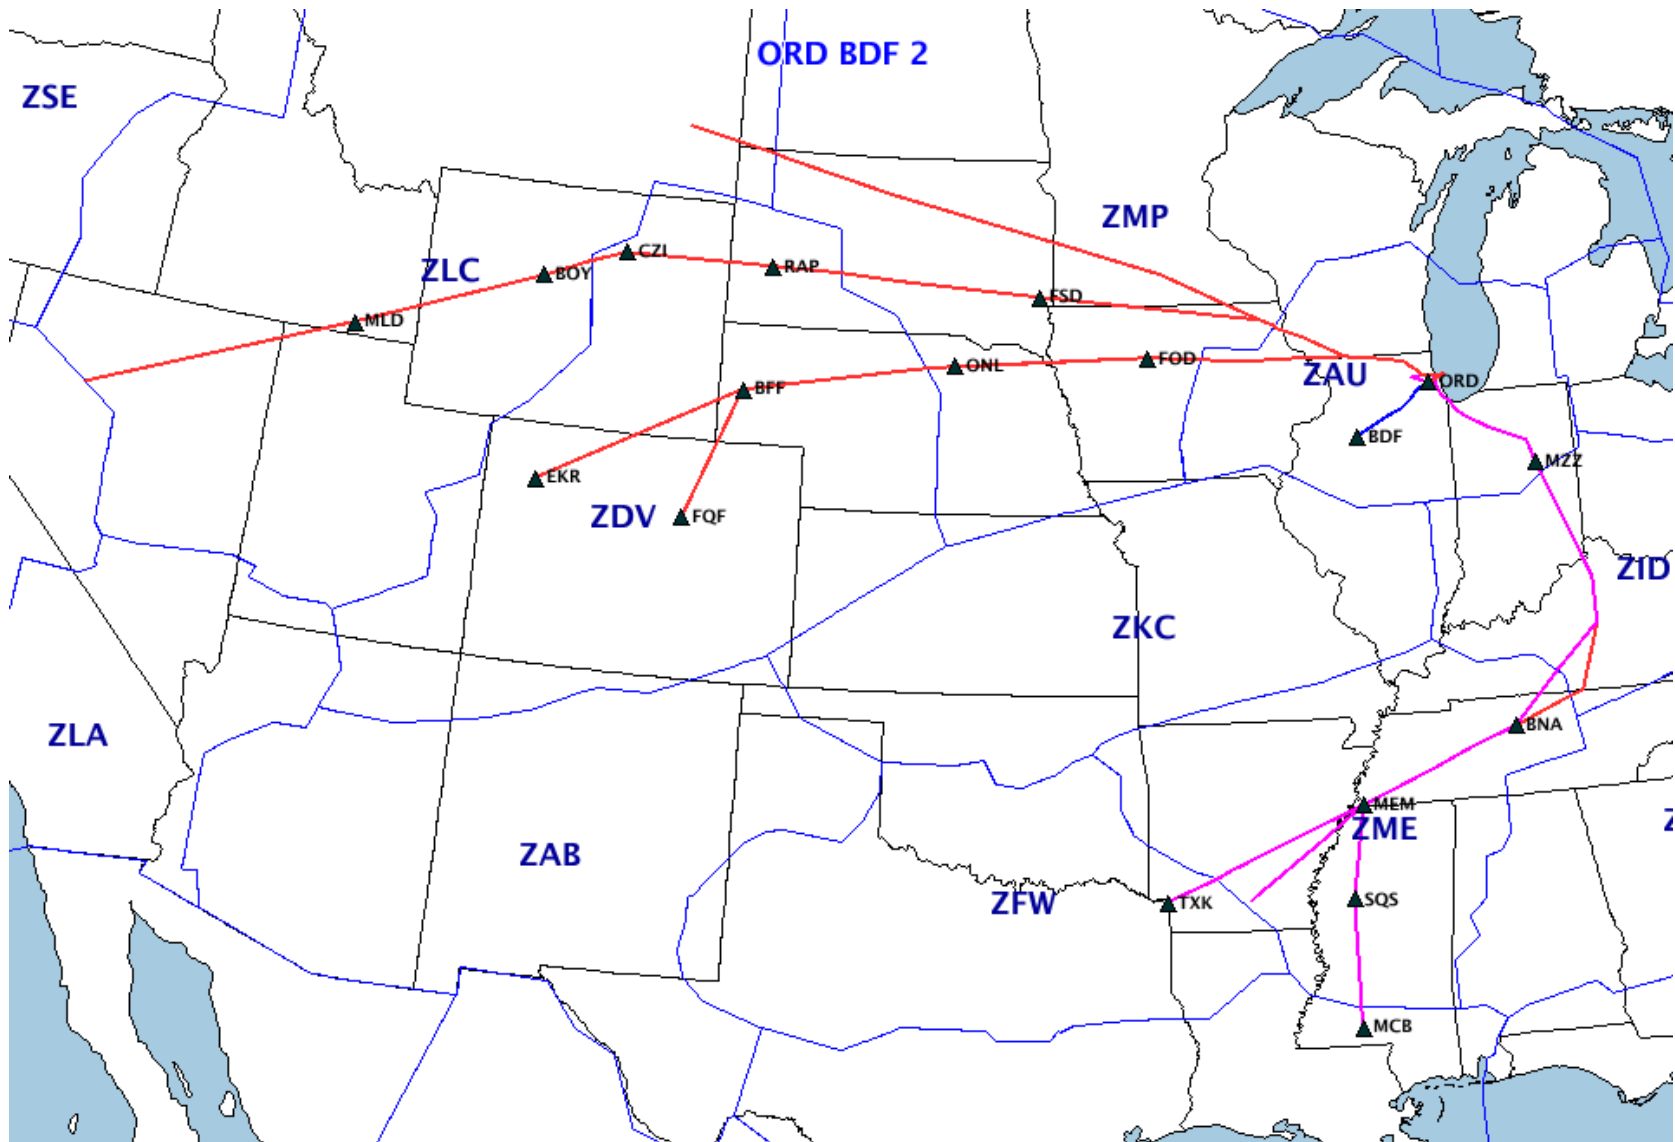 ORD BDF 2
ZSE
ZMP
CZI
ZLC
BOY
RAP
FSD
MLD
ONL
FOD
ZAU
ORD
BFF
BDF
MZZ
EKR
ZDV
FQF
ZID
ZKC
BNA
ZLA
MEM
ZME
Z
ZAB
ZFW
TXK
SQS
MCB